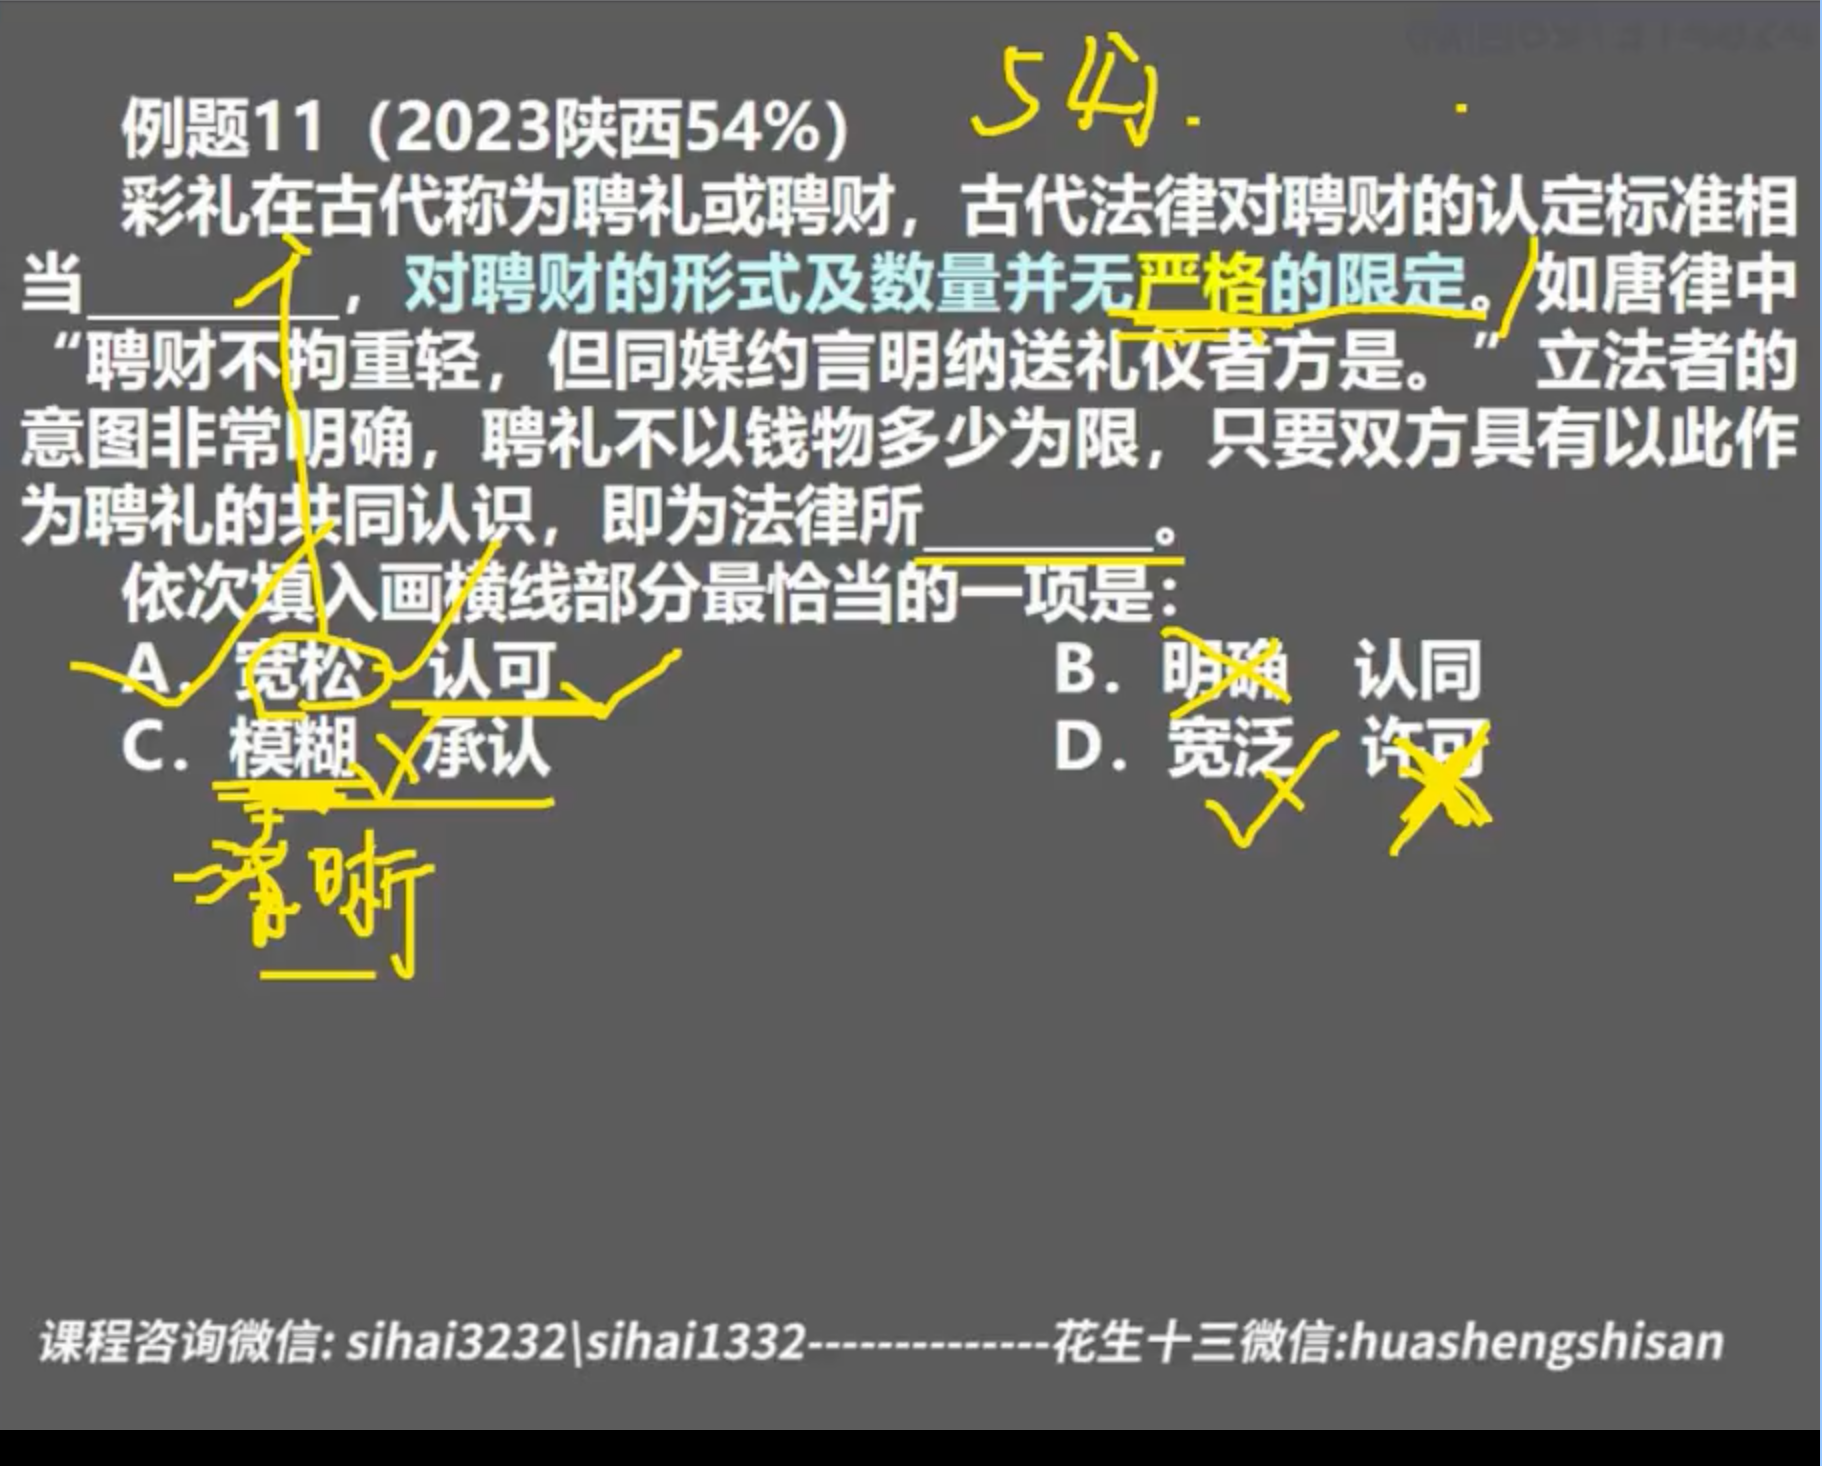 例题11（2023陕西54%）
54分.
彩礼在古代称为聘礼或聘财，古代法律对聘财的认定标准相
当________，对聘财的形式及数量并无严格的限定。如唐律中
“聘财不拘重轻，但同媒约言明纳送礼仪者方是。”立法者的
意图非常明确，聘礼不以钱物多少为限，只要双方具有以此作
为聘礼的共同认识，即为法律所________。
依次填入画横线部分最恰当的一项是：
A．宽松 认可
B．明确 认同
C．模糊 承认
D．宽泛 许可
清晰
课程咨询微信: sihai3232\sihai1332--------------花生十三微信:huashengshisan